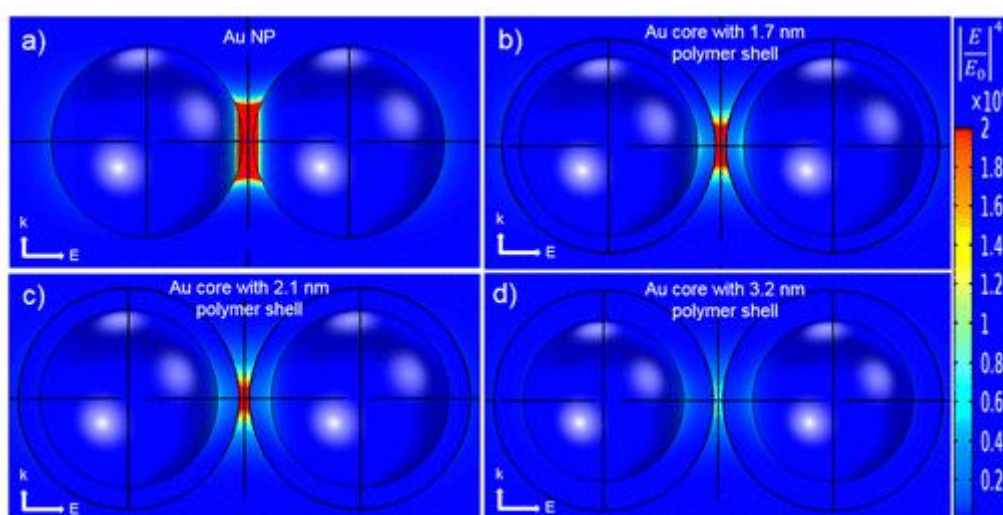 a)
Au NP
k
E
b)
Au core with 1.7 nm
polymer shell
k
E
c)
Au core with 2.1 nm
polymer shell
k
E
d)
Au core with 3.2 nm
polymer shell
k
E
|E/E₀|⁴
2
1.8
1.6
1.4
1.2
1
0.8
0.6
0.4
0.2